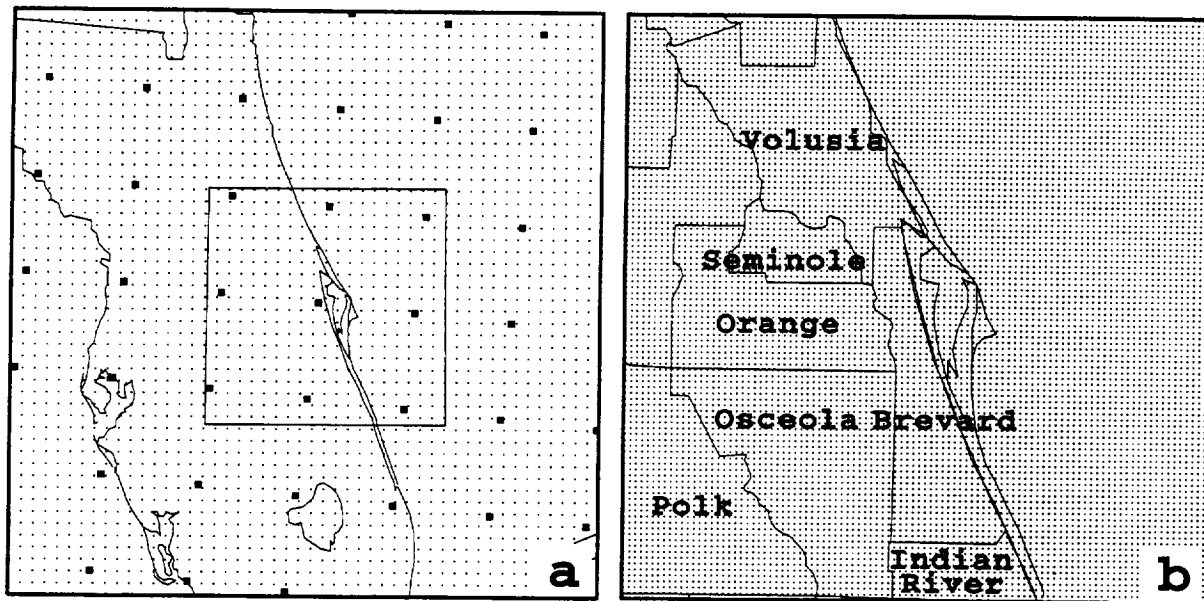 Volusia
Seminole
Orange
Osceola Brevard
Polk
Indian
River
a
b